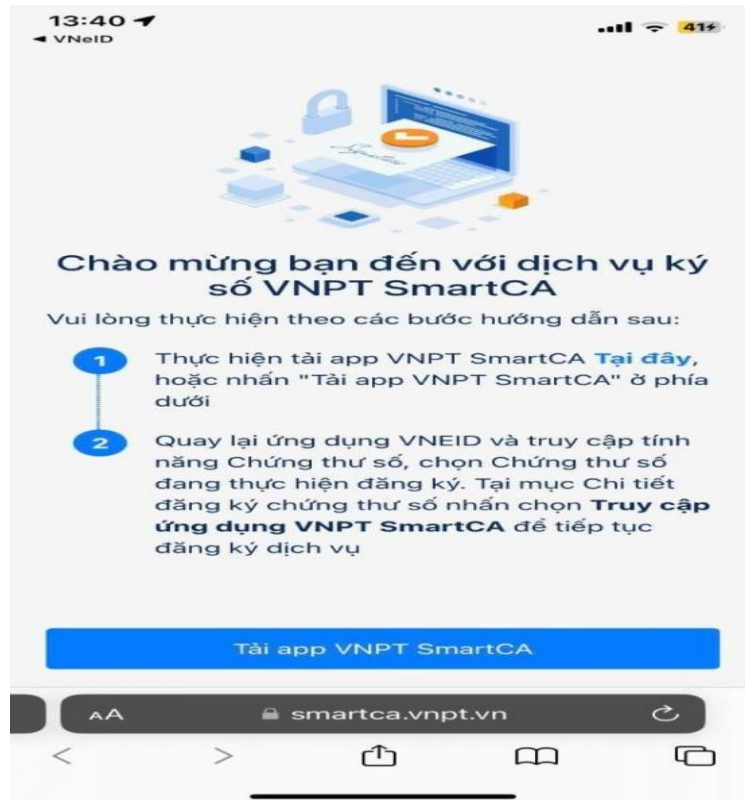 13:40
◀ VNeID
41
Signature
Chào mừng bạn đến với dịch vụ ký
số VNPT SmartCA
Vui lòng thực hiện theo các bước hướng dẫn sau:
1
Thực hiện tải app VNPT SmartCA Tại đây,
hoặc nhấn "Tải app VNPT SmartCA" ở phía
dưới
2
Quay lại ứng dụng VNEID và truy cập tính
năng Chứng thư số, chọn Chứng thư số
đang thực hiện đăng ký. Tại mục Chi tiết
đăng ký chứng thư số nhấn chọn Truy cập
ứng dụng VNPT SmartCA để tiếp tục
đăng ký dịch vụ
Tải app VNPT SmartCA
AA
smartca.vnpt.vn